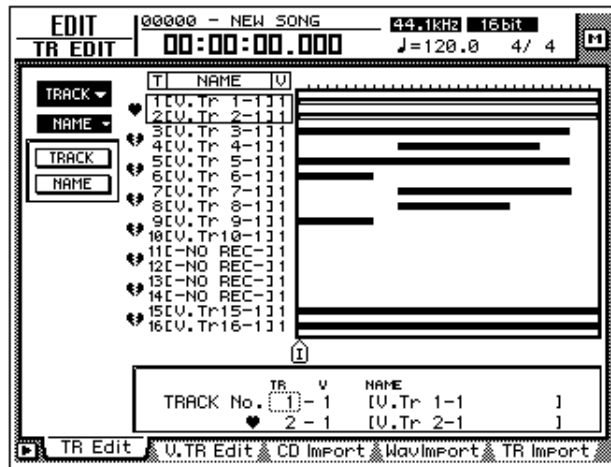 EDIT
TR EDIT
00000 - NEW SONG
00:00:00.000
44.1kHz 16bit
♩=120.0 4/ 4
M
TRACK
NAME
TRACK
NAME
T NAME V
1[V.Tr 1-1]1
2[V.Tr 2-1]1
3[V.Tr 3-1]1
4[V.Tr 4-1]1
5[V.Tr 5-1]1
6[V.Tr 6-1]1
7[V.Tr 7-1]1
8[V.Tr 8-1]1
9[V.Tr 9-1]1
10[V.Tr10-1]1
11[-NO REC-]1
12[-NO REC-]1
13[-NO REC-]1
14[-NO REC-]1
15[V.Tr15-1]1
16[V.Tr16-1]1
I
TR V NAME
TRACK No. 1 - 1 [V.Tr 1-1 ]
♥ 2 - 1 [V.Tr 2-1 ]
TR Edit V.TR Edit CD Import WavImport TR Import